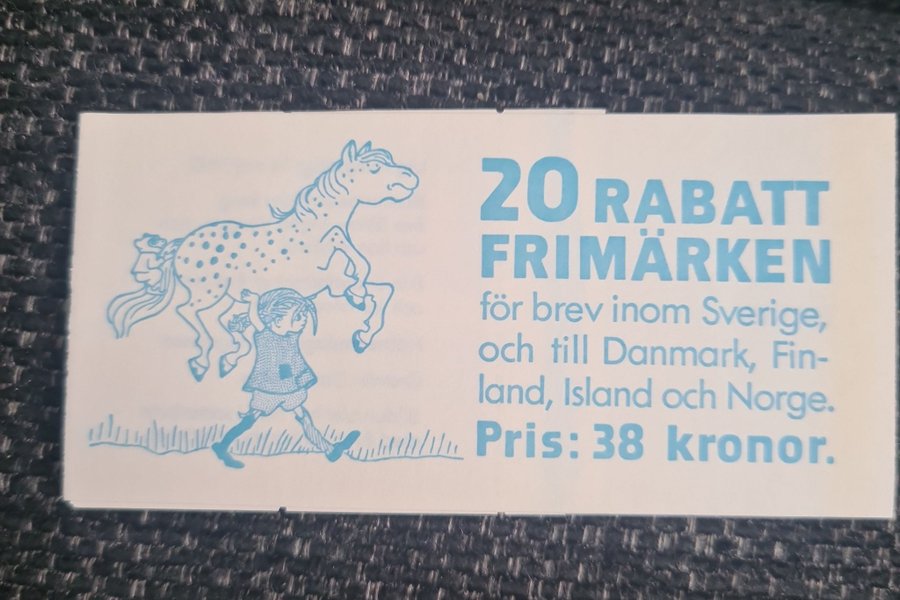 20 RABATT
FRIMÄRKEN
för brev inom Sverige,
och till Danmark, Fin-
land, Island och Norge.
Pris: 38 kronor.